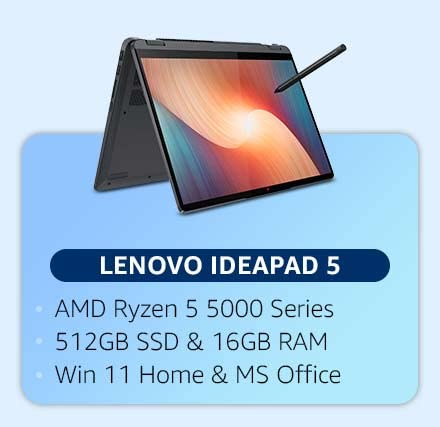 LENOVO IDEAPAD 5
AMD Ryzen 5 5000 Series
512GB SSD & 16GB RAM
Win 11 Home & MS Office